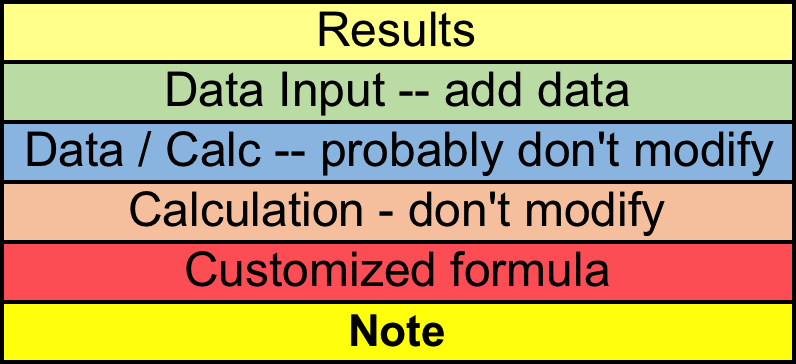 Results
Data Input -- add data
Data / Calc -- probably don't modify
Calculation - don't modify
Customized formula
Note